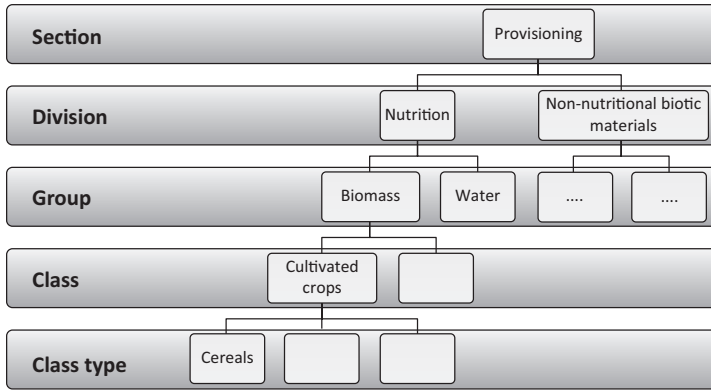 Section
Provisioning
Division
Nutrition
Non-nutritional biotic
materials
Group
Biomass
Water
....
....
Class
Cultivated
crops
Class type
Cereals